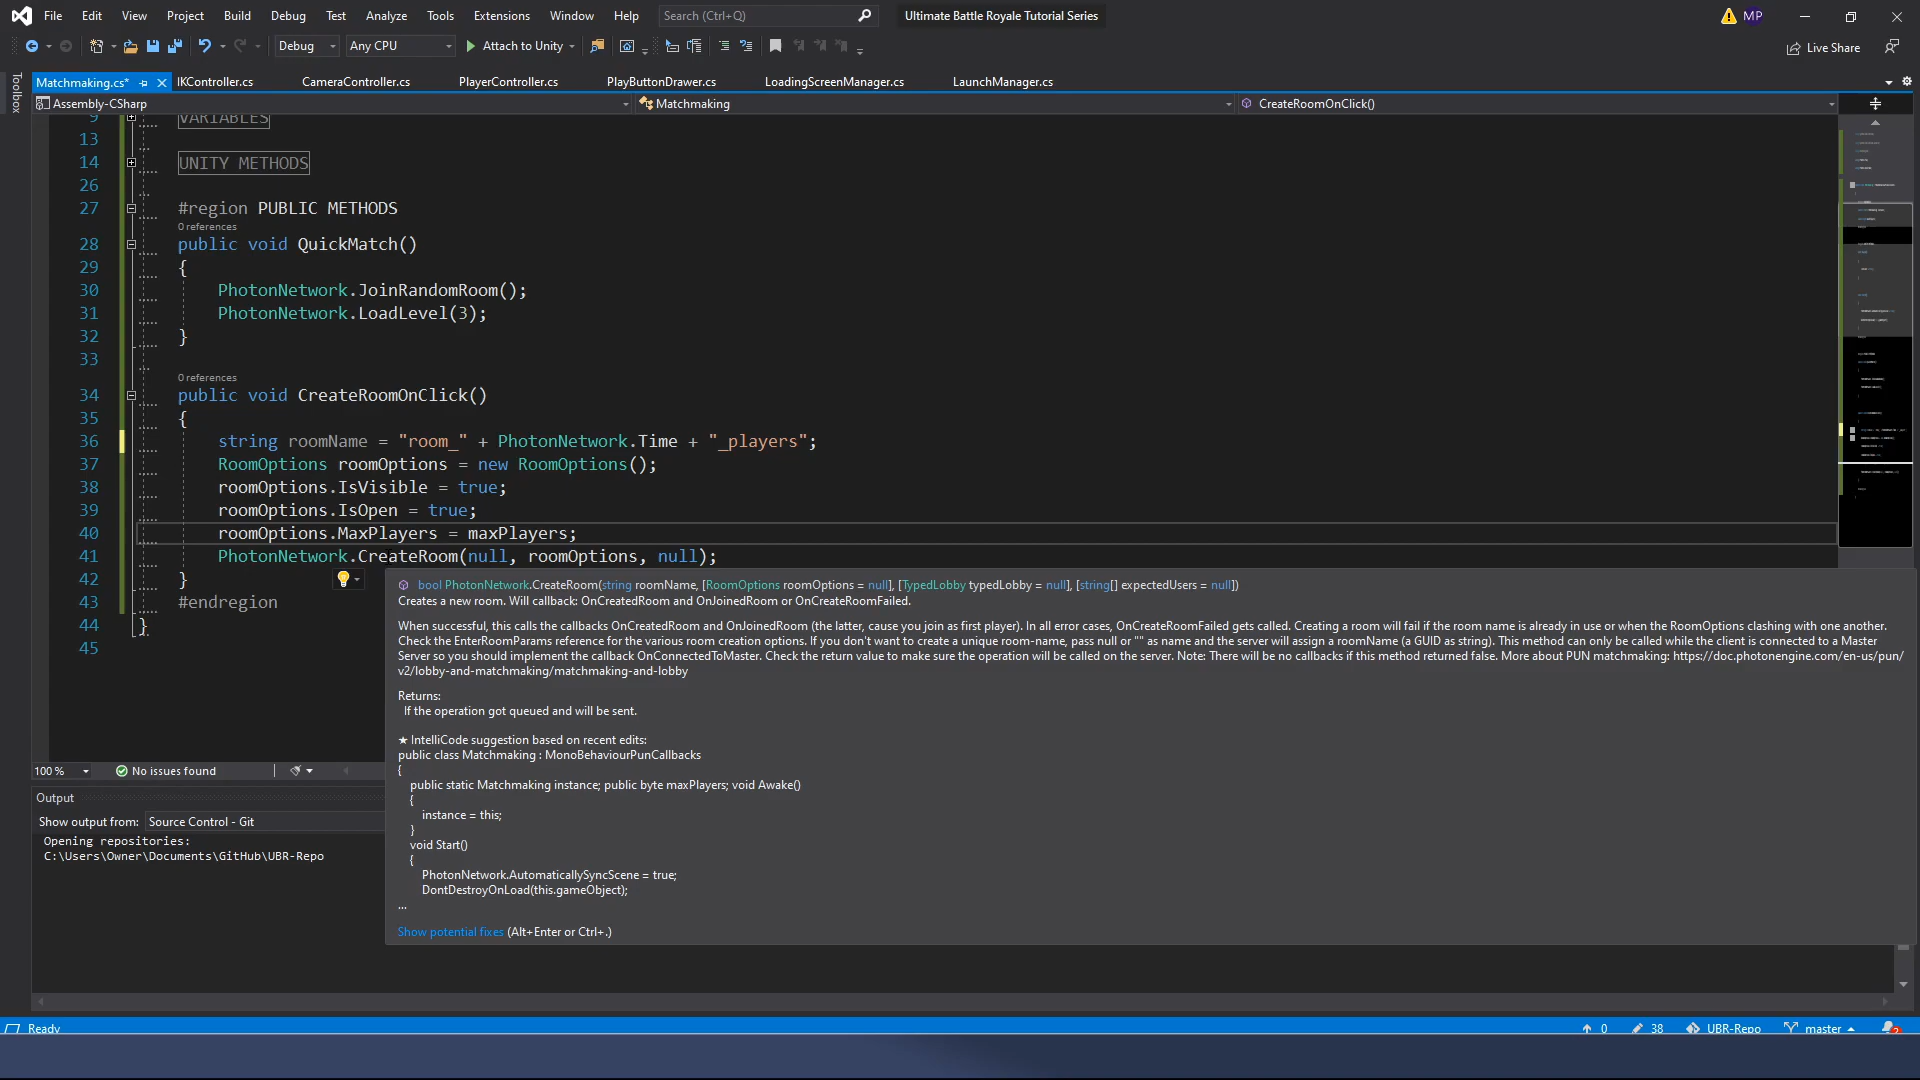 File Edit View Project Build Debug Test Analyze Tools Extensions Window Help Search (Ctrl+Q) Ultimate Battle Royale Tutorial Series MP
Debug Any CPU Attach to Unity Live Share
Toolbox
Matchmaking.cs* IKController.cs CameraController.cs PlayerController.cs PlayButtonDrawer.cs LoadingScreenManager.cs LaunchManager.cs
Assembly-CSharp Matchmaking CreateRoomOnClick()
9 VARIABLES
13
14 UNITY METHODS
26
27 #region PUBLIC METHODS
0 references
28 public void QuickMatch()
29 {
30 PhotonNetwork.JoinRandomRoom();
31 PhotonNetwork.LoadLevel(3);
32 }
33
0 references
34 public void CreateRoomOnClick()
35 {
36 string roomName = "room_" + PhotonNetwork.Time + "_players";
37 RoomOptions roomOptions = new RoomOptions();
38 roomOptions.IsVisible = true;
39 roomOptions.IsOpen = true;
40 roomOptions.MaxPlayers = maxPlayers;
41 PhotonNetwork.CreateRoom(null, roomOptions, null);
42 }
43 #endregion
44 }
45
bool PhotonNetwork.CreateRoom(string roomName, [RoomOptions roomOptions = null], [TypedLobby typedLobby = null], [string[] expectedUsers = null])
Creates a new room. Will callback: OnCreatedRoom and OnJoinedRoom or OnCreateRoomFailed.
When successful, this calls the callbacks OnCreatedRoom and OnJoinedRoom (the latter, cause you join as first player). In all error cases, OnCreateRoomFailed gets called. Creating a room will fail if the room name is already in use or when the RoomOptions clashing with one another.
Check the EnterRoomParams reference for the various room creation options. If you don't want to create a unique room-name, pass null or "" as name and the server will assign a roomName (a GUID as string). This method can only be called while the client is connected to a Master
Server so you should implement the callback OnConnectedToMaster. Check the return value to make sure the operation will be called on the server. Note: There will be no callbacks if this method returned false. More about PUN matchmaking: https://doc.photonengine.com/en-us/pun/
v2/lobby-and-matchmaking/matchmaking-and-lobby
Returns:
If the operation got queued and will be sent.
★ IntelliCode suggestion based on recent edits:
public class Matchmaking : MonoBehaviourPunCallbacks
{
public static Matchmaking instance; public byte maxPlayers; void Awake()
{
instance = this;
}
void Start()
{
PhotonNetwork.AutomaticallySyncScene = true;
DontDestroyOnLoad(this.gameObject);
...
Show potential fixes (Alt+Enter or Ctrl+.)
100 % No issues found
Output
Show output from: Source Control - Git
Opening repositories:
C:\Users\Owner\Documents\GitHub\UBR-Repo
Ready 0 38 UBR-Repo master 2